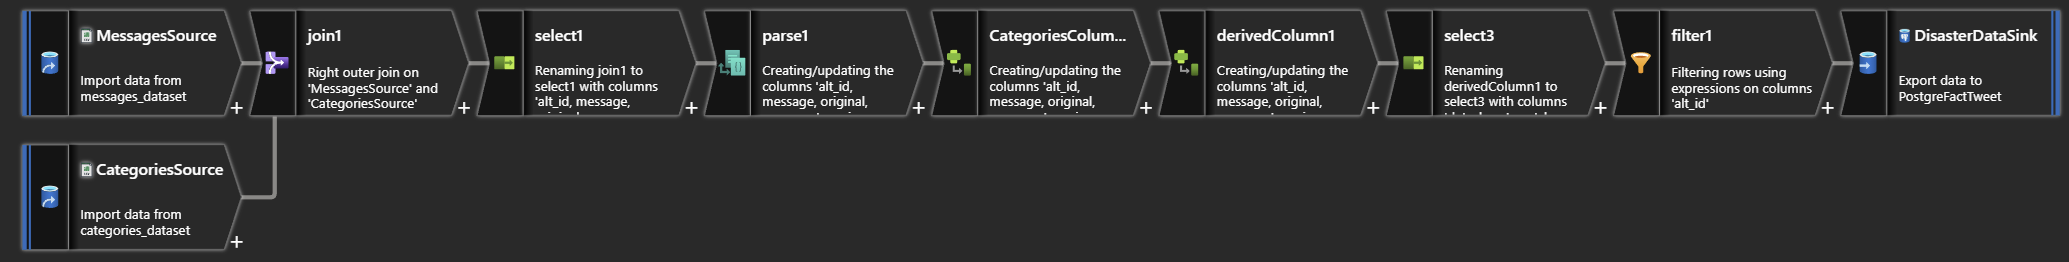 MessagesSource
Import data from
messages_dataset
+
join1
Right outer join on
'MessagesSource' and
'CategoriesSource'
+
select1
Renaming join1 to
select1 with columns
'alt_id, message,
+
parse1
Creating/updating the
columns 'alt_id,
message, original,
+
CategoriesColum...
Creating/updating the
columns 'alt_id,
message, original,
+
derivedColumn1
Creating/updating the
columns 'alt_id,
message, original,
+
select3
Renaming
derivedColumn1 to
select3 with columns
+
filter1
Filtering rows using
expressions on columns
'alt_id'
+
DisasterDataSink
Export data to
PostgreFactTweet
CategoriesSource
Import data from
categories_dataset
+